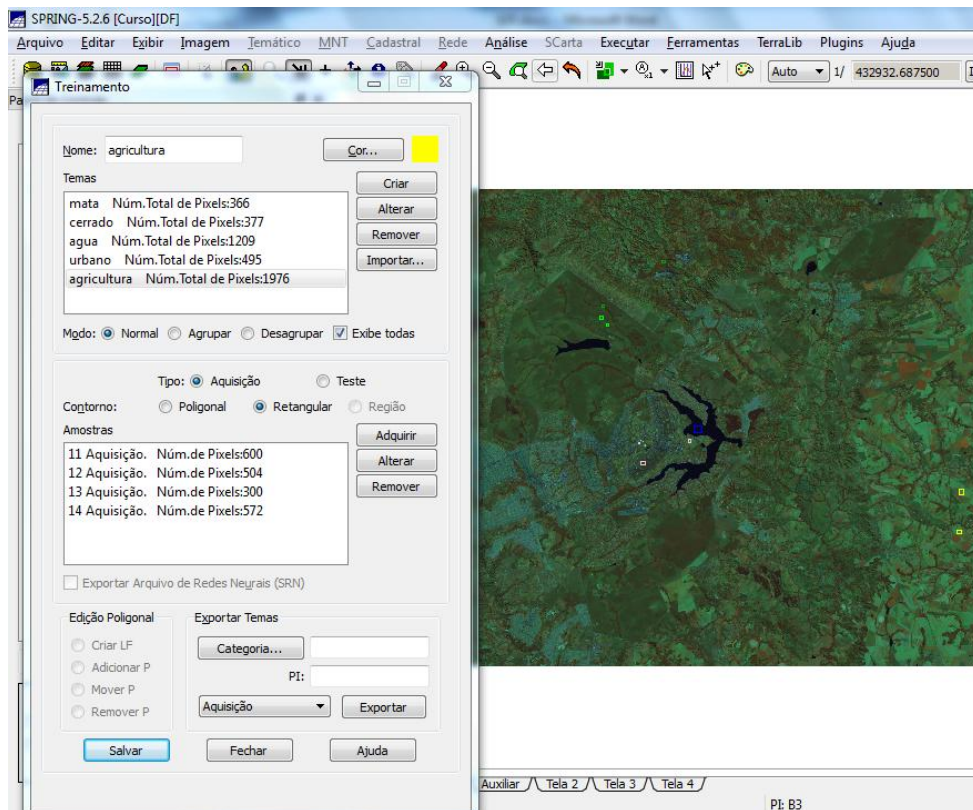 SPRING-5.2.6 [Curso][DF]
Arquivo Editar Exibir Imagem Temático MNT Cadastral Rede Análise SCarta Executar Ferramentas TerraLib Plugins Ajuda
Auto 1/ 432932.687500
Treinamento
Nome: agricultura Cor...
Temas
Criar
mata Núm.Total de Pixels:366
cerrado Núm.Total de Pixels:377
Alterar
agua Núm.Total de Pixels:1209
Remover
urbano Núm.Total de Pixels:495
Importar...
agricultura Núm.Total de Pixels:1976
Modo: Normal Agrupar Desagrupar Exibe todas
Tipo: Aquisição Teste
Contorno: Poligonal Retangular Região
Amostras
Adquirir
11 Aquisição. Núm.de Pixels:600
12 Aquisição. Núm.de Pixels:504
Alterar
13 Aquisição. Núm.de Pixels:300
Remover
14 Aquisição. Núm.de Pixels:572
Exportar Arquivo de Redes Neurais (SRN)
Edição Poligonal
Criar LF
Adicionar P
Mover P
Remover P
Exportar Temas
Categoria...
PI:
Aquisição Exportar
Salvar Fechar Ajuda
Auxiliar Tela 2 Tela 3 Tela 4
PI: B3